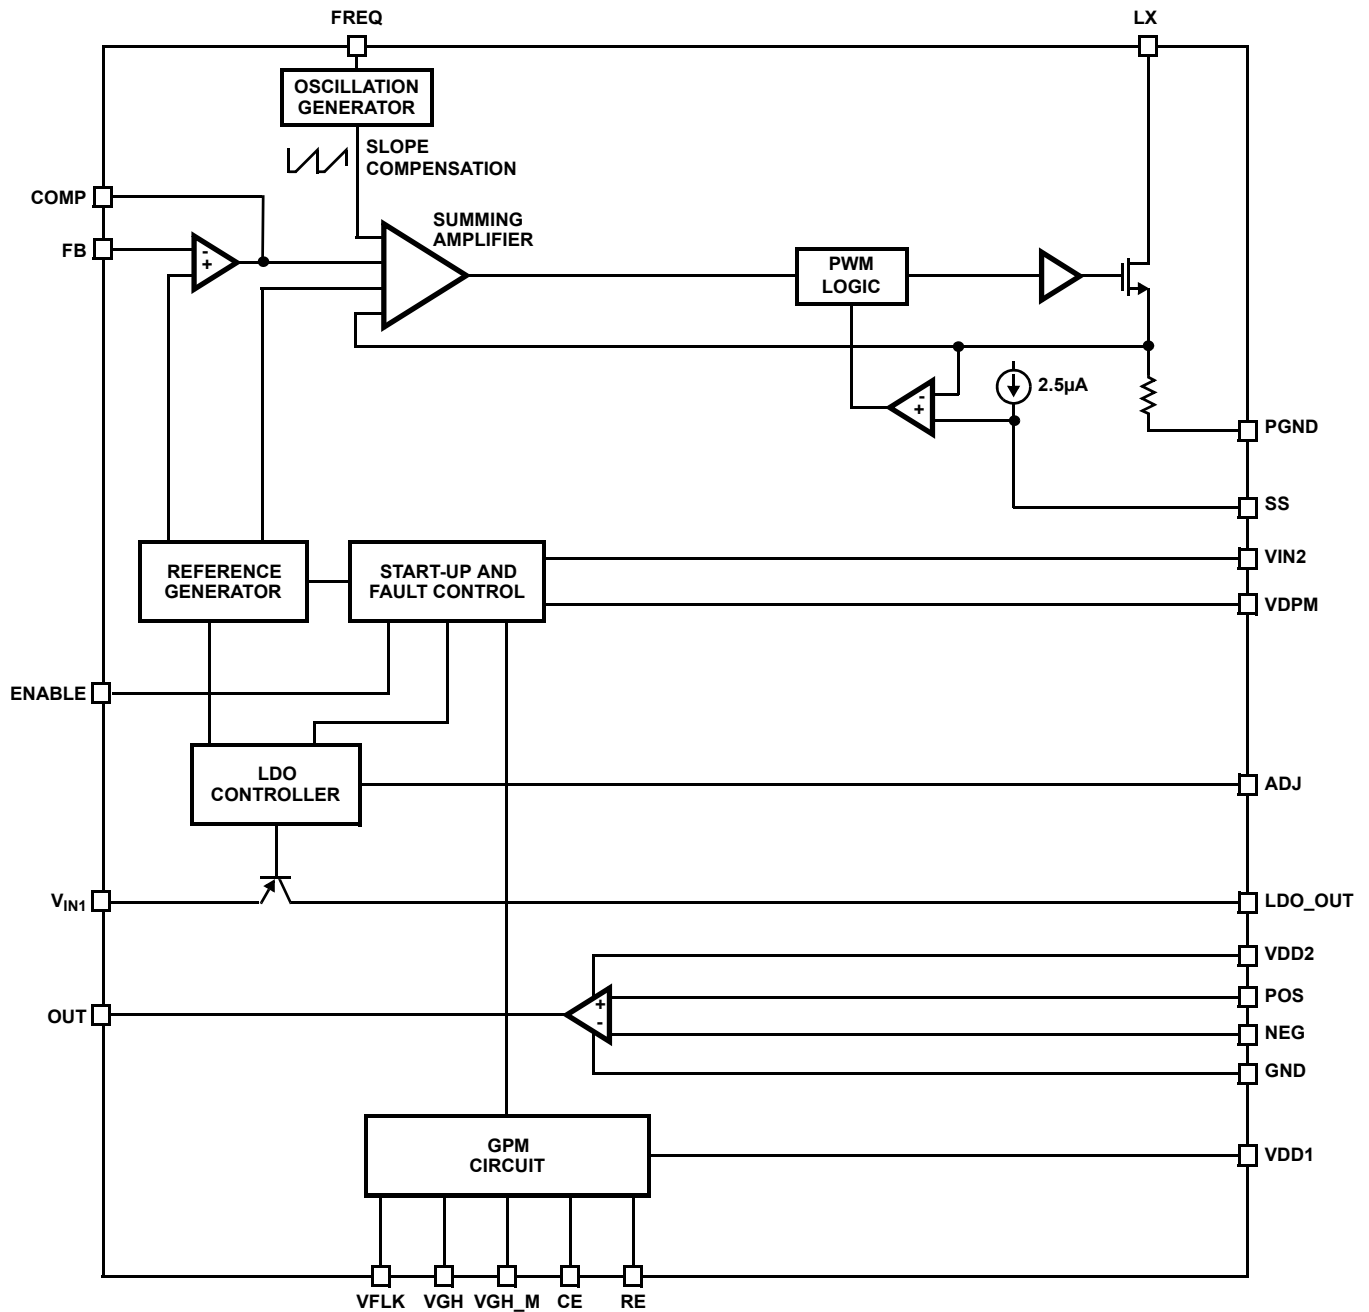 FREQ
LX
OSCILLATION
GENERATOR
SLOPE
COMPENSATION
COMP
FB
-
+
SUMMING
AMPLIFIER
PWM
LOGIC
-
+
2.5µA
PGND
SS
REFERENCE
GENERATOR
START-UP AND
FAULT CONTROL
VIN2
VDPM
ENABLE
LDO
CONTROLLER
ADJ
VIN1
LDO_OUT
VDD2
POS
+
-
OUT
NEG
GND
GPM
CIRCUIT
VDD1
VFLK
VGH
VGH_M
CE
RE